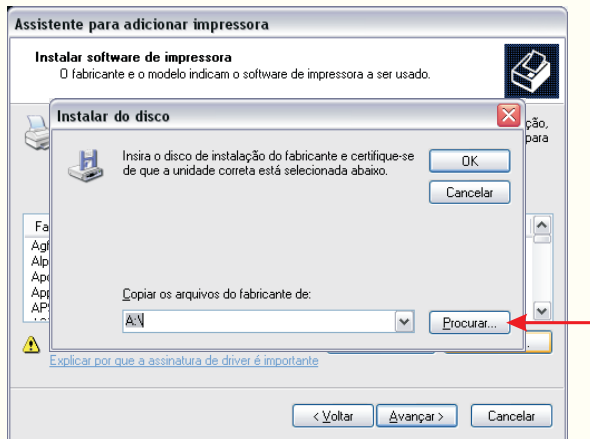 Assistente para adicionar impressora
Instalar software de impressora
O fabricante e o modelo indicam o software de impressora a ser usado.
Instalar do disco
ção,
para
Insira o disco de instalação do fabricante e certifique-se
de que a unidade correta está selecionada abaixo.
OK
Cancelar
Fa
Agf
Alp
Apo
App
AP
Copiar os arquivos do fabricante de:
A:\
Procurar...
Explicar por que a assinatura de driver é importante
< Voltar
Avançar >
Cancelar